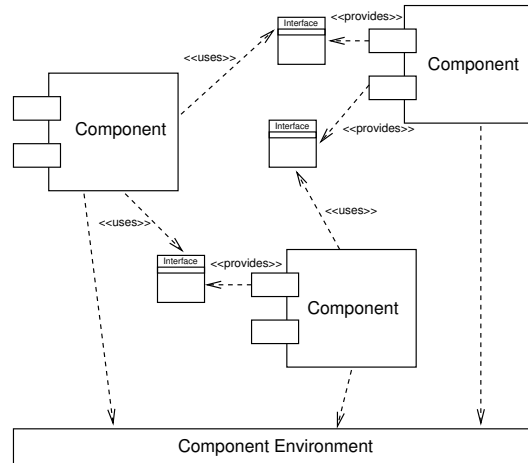 <<provides>>
Interface
<<uses>>
Component
Component
Interface
<<provides>>
<<uses>>
<<uses>>
Interface
<<provides>>
Component
Component Environment